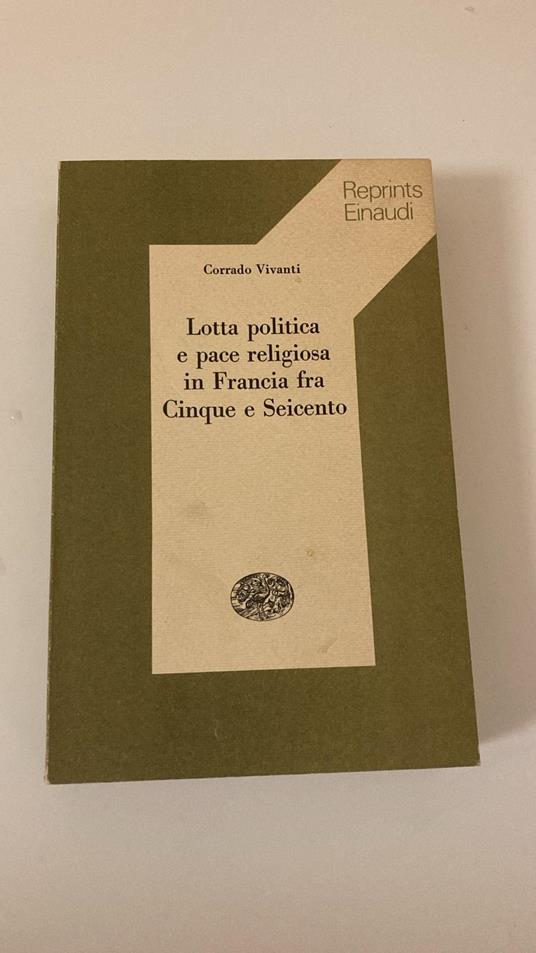 Reprints
Einaudi
Corrado Vivanti
Lotta politica
e pace religiosa
in Francia fra
Cinque e Seicento